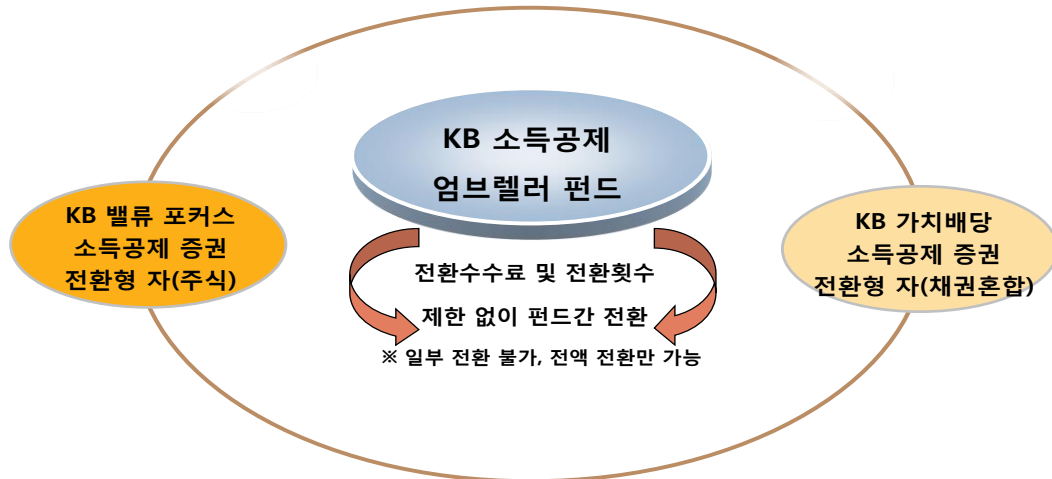 KB 소득공제
엄브렐러 펀드
KB 밸류 포커스
소득공제 증권
전환형 자(주식)
KB 가치배당
소득공제 증권
전환형 자(채권혼합)
전환수수료 및 전환횟수
제한 없이 펀드간 전환
※ 일부 전환 불가, 전액 전환만 가능